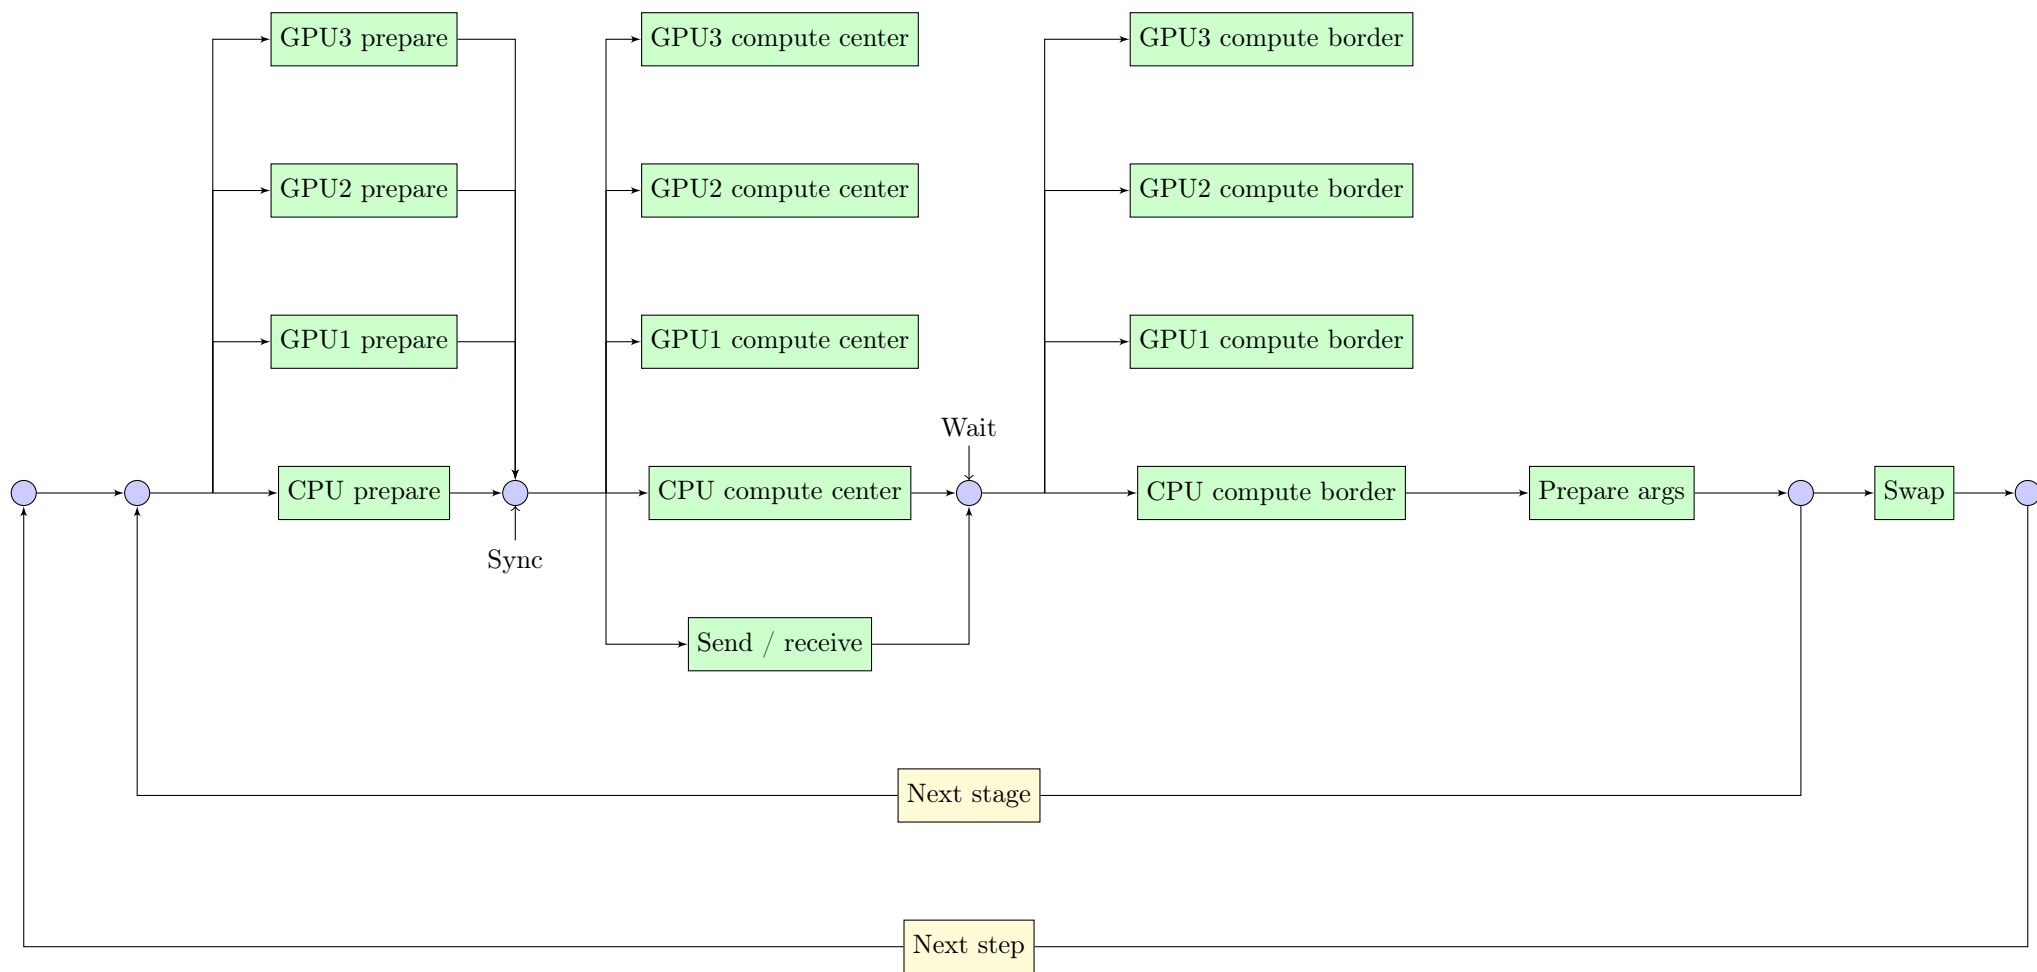 GPU3 prepare
GPU3 compute center
GPU3 compute border
GPU2 prepare
GPU2 compute center
GPU2 compute border
GPU1 prepare
GPU1 compute center
GPU1 compute border
Wait
CPU prepare
CPU compute center
CPU compute border
Prepare args
Swap
Sync
Send / receive
Next stage
Next step